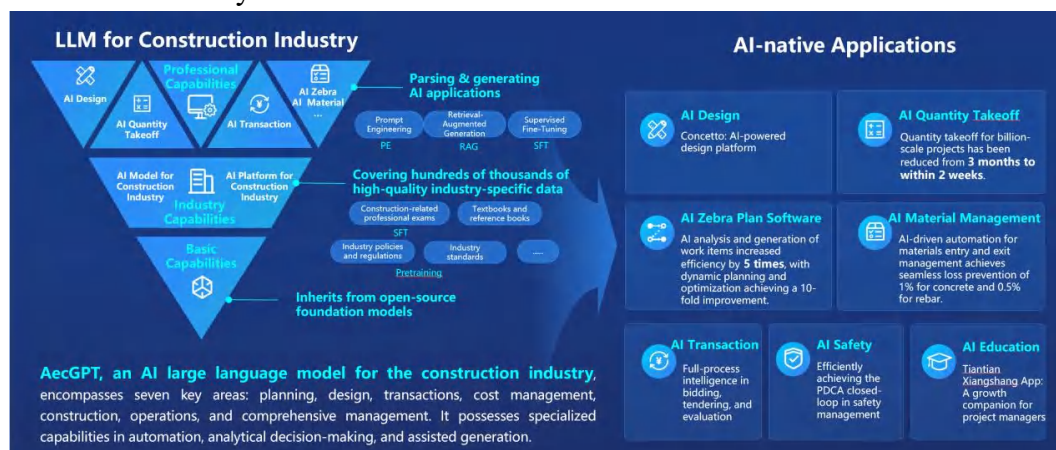 LLM for Construction Industry
Professional
Capabilities
AI Design
AI Quantity
Takeoff
AI Transaction
AI Zebra
AI Material
...
Parsing & generating
AI applications
Prompt
Engineering
PE
Retrieval-
Augmented
Generation
RAG
Supervised
Fine-Tuning
SFT
AI Model for
Construction
Industry
AI Platform for
Construction
Industry
Industry
Capabilities
Covering hundreds of thousands of
high-quality industry-specific data
Construction-related
professional exams
Textbooks and
reference books
SFT
Industry policies
and regulations
Industry
standards
......
Pretraining
Basic
Capabilities
Inherits from open-source
foundation models
AecGPT, an AI large language model for the construction industry,
encompasses seven key areas: planning, design, transactions, cost management,
construction, operations, and comprehensive management. It possesses specialized
capabilities in automation, analytical decision-making, and assisted generation.
AI-native Applications
AI Design
Concetto: AI-powered
design platform
AI Quantity Takeoff
Quantity takeoff for billion-
scale projects has been
reduced from 3 months to
within 2 weeks.
AI Zebra Plan Software
AI analysis and generation of
work items increased
efficiency by 5 times, with
dynamic planning and
optimization achieving a 10-
fold improvement.
AI Material Management
AI-driven automation for
materials entry and exit
management achieves
seamless loss prevention of
1% for concrete and 0.5%
for rebar.
AI Transaction
Full-process
intelligence in
bidding,
tendering, and
evaluation
AI Safety
Efficiently
achieving the
PDCA closed-
loop in safety
management
AI Education
Tiantian
Xiangshang App:
A growth
companion for
project managers